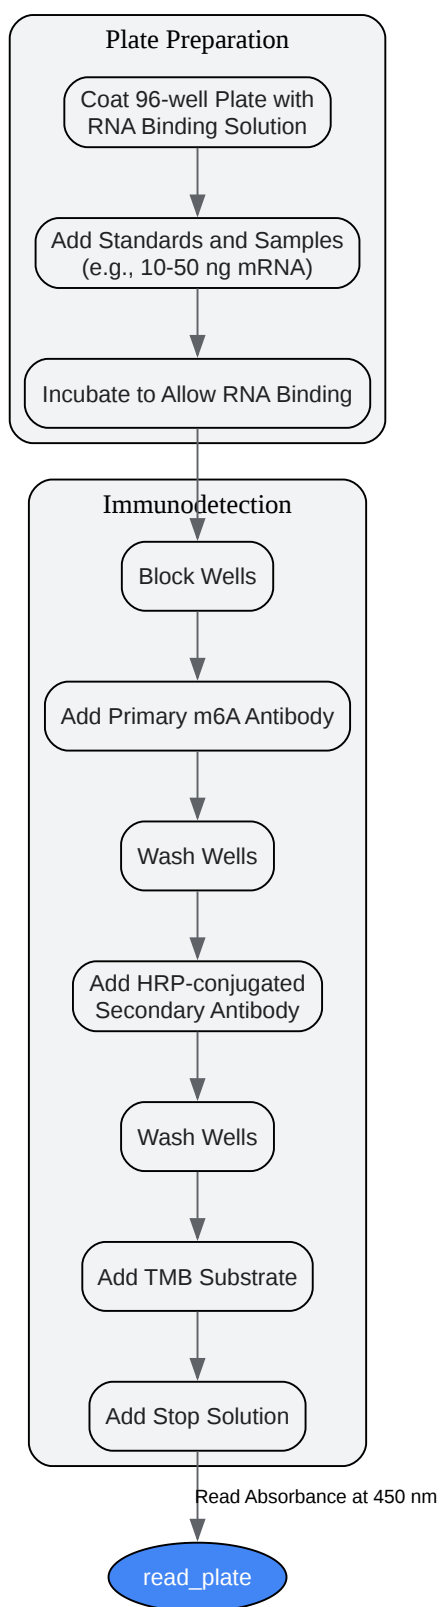 Plate Preparation
Coat 96-well Plate with
RNA Binding Solution
Add Standards and Samples
(e.g., 10-50 ng mRNA)
Incubate to Allow RNA Binding
Immunodetection
Block Wells
Add Primary m6A Antibody
Wash Wells
Add HRP-conjugated
Secondary Antibody
Wash Wells
Add TMB Substrate
Add Stop Solution
Read Absorbance at 450 nm
read_plate